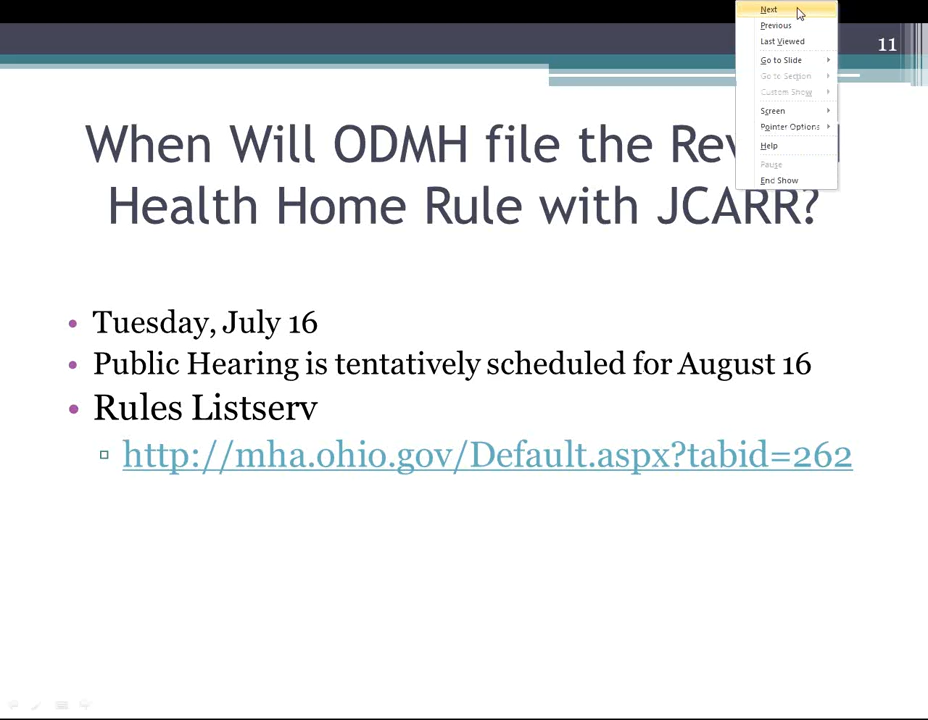 Next
Previous
Last Viewed
Go to Slide
Go to Section
Custom Show
Screen
Pointer Options
Help
Pause
End Show
11
When Will ODMH file the Rev
Health Home Rule with JCARR?
• Tuesday, July 16
• Public Hearing is tentatively scheduled for August 16
• Rules Listserv
http://mha.ohio.gov/Default.aspx?tabid=262